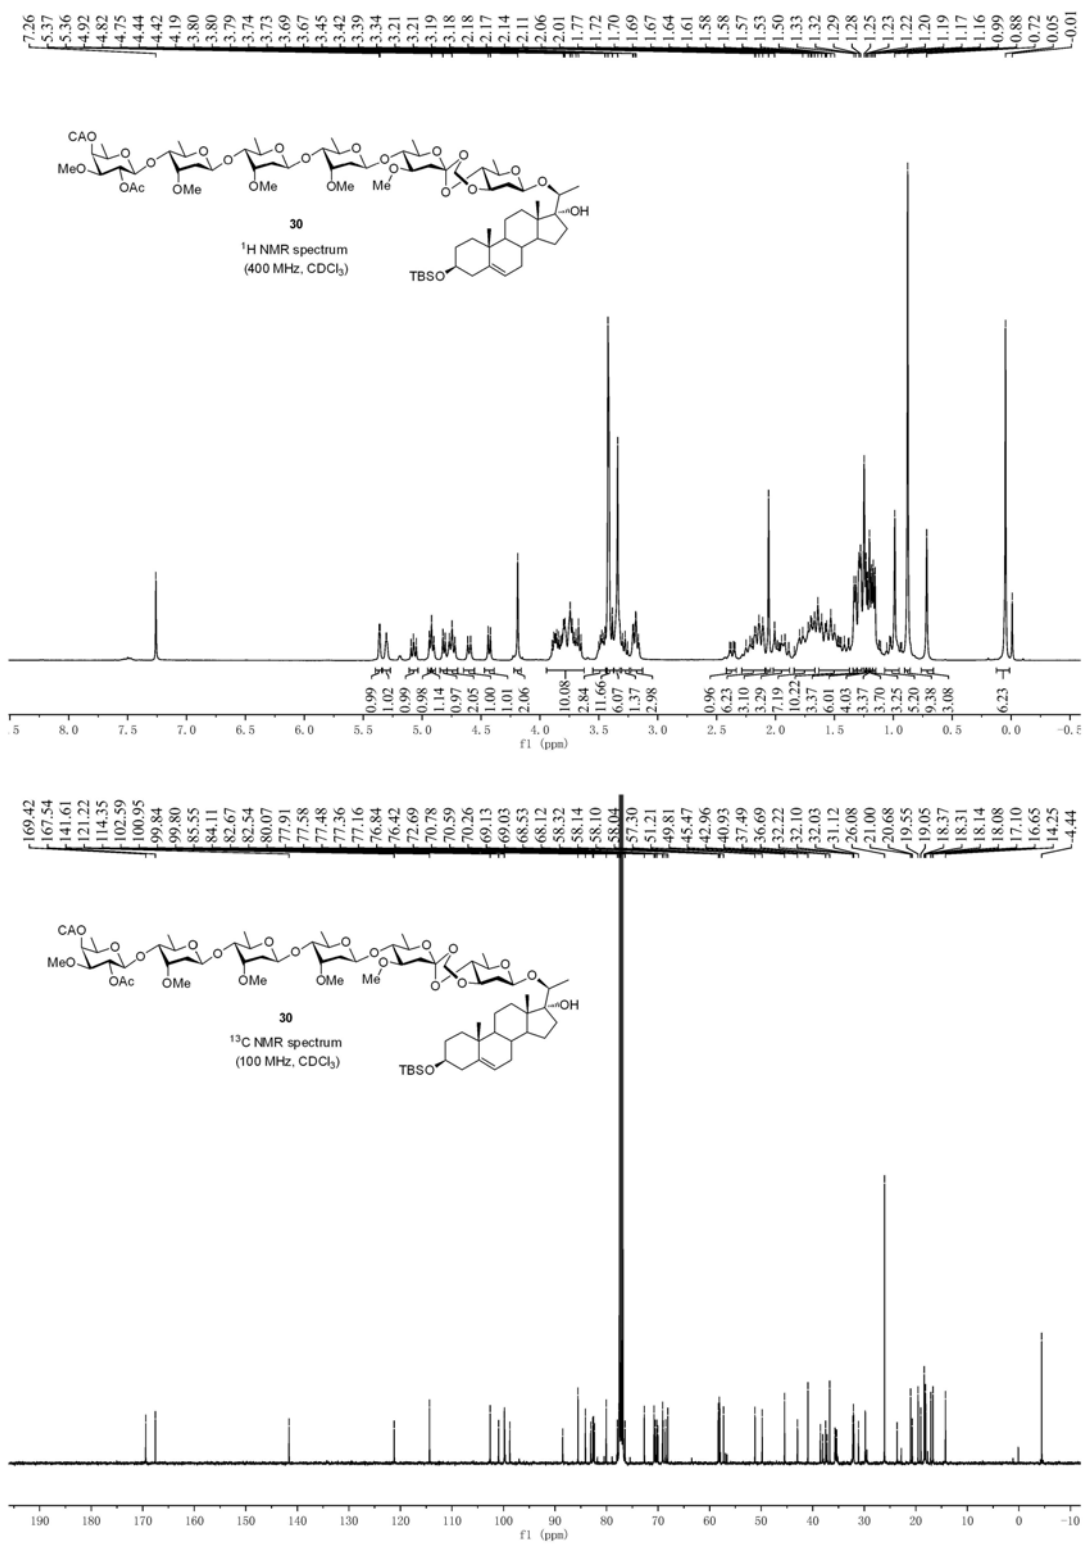 7.26 5.37 5.36 4.92 4.82 4.75 4.44 4.42 4.19 3.80 3.80 3.79 3.74 3.73 3.69 3.67 3.45 3.42 3.39 3.34 3.21 3.21 3.19 3.18 2.18 2.17 2.14 2.11 2.06 2.01 1.77 1.72 1.70 1.69 1.67 1.64 1.61 1.58 1.58 1.57 1.53 1.50 1.33 1.32 1.29 1.28 1.25 1.23 1.22 1.20 1.19 1.17 1.16 0.99 0.88 0.72 0.05 -0.01
CAO
MeO
OAc
O
O
O
OMe
O
O
OMe
O
O
OMe
O
O
Me
O
O
O
O
O
O
O
OH
TBSO
30
¹H NMR spectrum
(400 MHz, CDCl₃)
0.99 1.02 0.99 0.98 1.14 0.97 2.05 1.00 1.01 2.06 10.08 2.84 11.66 6.07 1.37 2.98 0.96 6.23 3.10 3.29 7.19 10.22 3.37 6.01 4.03 3.37 3.70 3.25 5.20 9.38 3.08 6.23
.5 8.0 7.5 7.0 6.5 6.0 5.5 5.0 4.5 4.0 3.5 3.0 2.5 2.0 1.5 1.0 0.5 0.0 -0.5
f1 (ppm)
169.42 167.54 141.61 121.22 114.35 102.59 100.95 99.84 99.80 85.55 84.11 82.67 82.54 80.07 77.91 77.58 77.48 77.36 77.16 76.84 76.42 72.69 70.78 70.59 70.26 69.13 69.03 68.53 68.12 58.32 58.14 58.10 58.04 57.30 51.21 49.81 45.47 42.96 40.93 37.49 36.69 32.22 32.10 32.03 31.12 26.08 21.00 20.68 19.55 19.05 18.37 18.31 18.14 18.08 17.10 16.65 14.25 -4.44
CAO
MeO
OAc
O
O
O
OMe
O
O
OMe
O
O
OMe
O
O
Me
O
O
O
O
O
O
O
OH
TBSO
30
¹³C NMR spectrum
(100 MHz, CDCl₃)
190 180 170 160 150 140 130 120 110 100 90 80 70 60 50 40 30 20 10 0 -10
f1 (ppm)